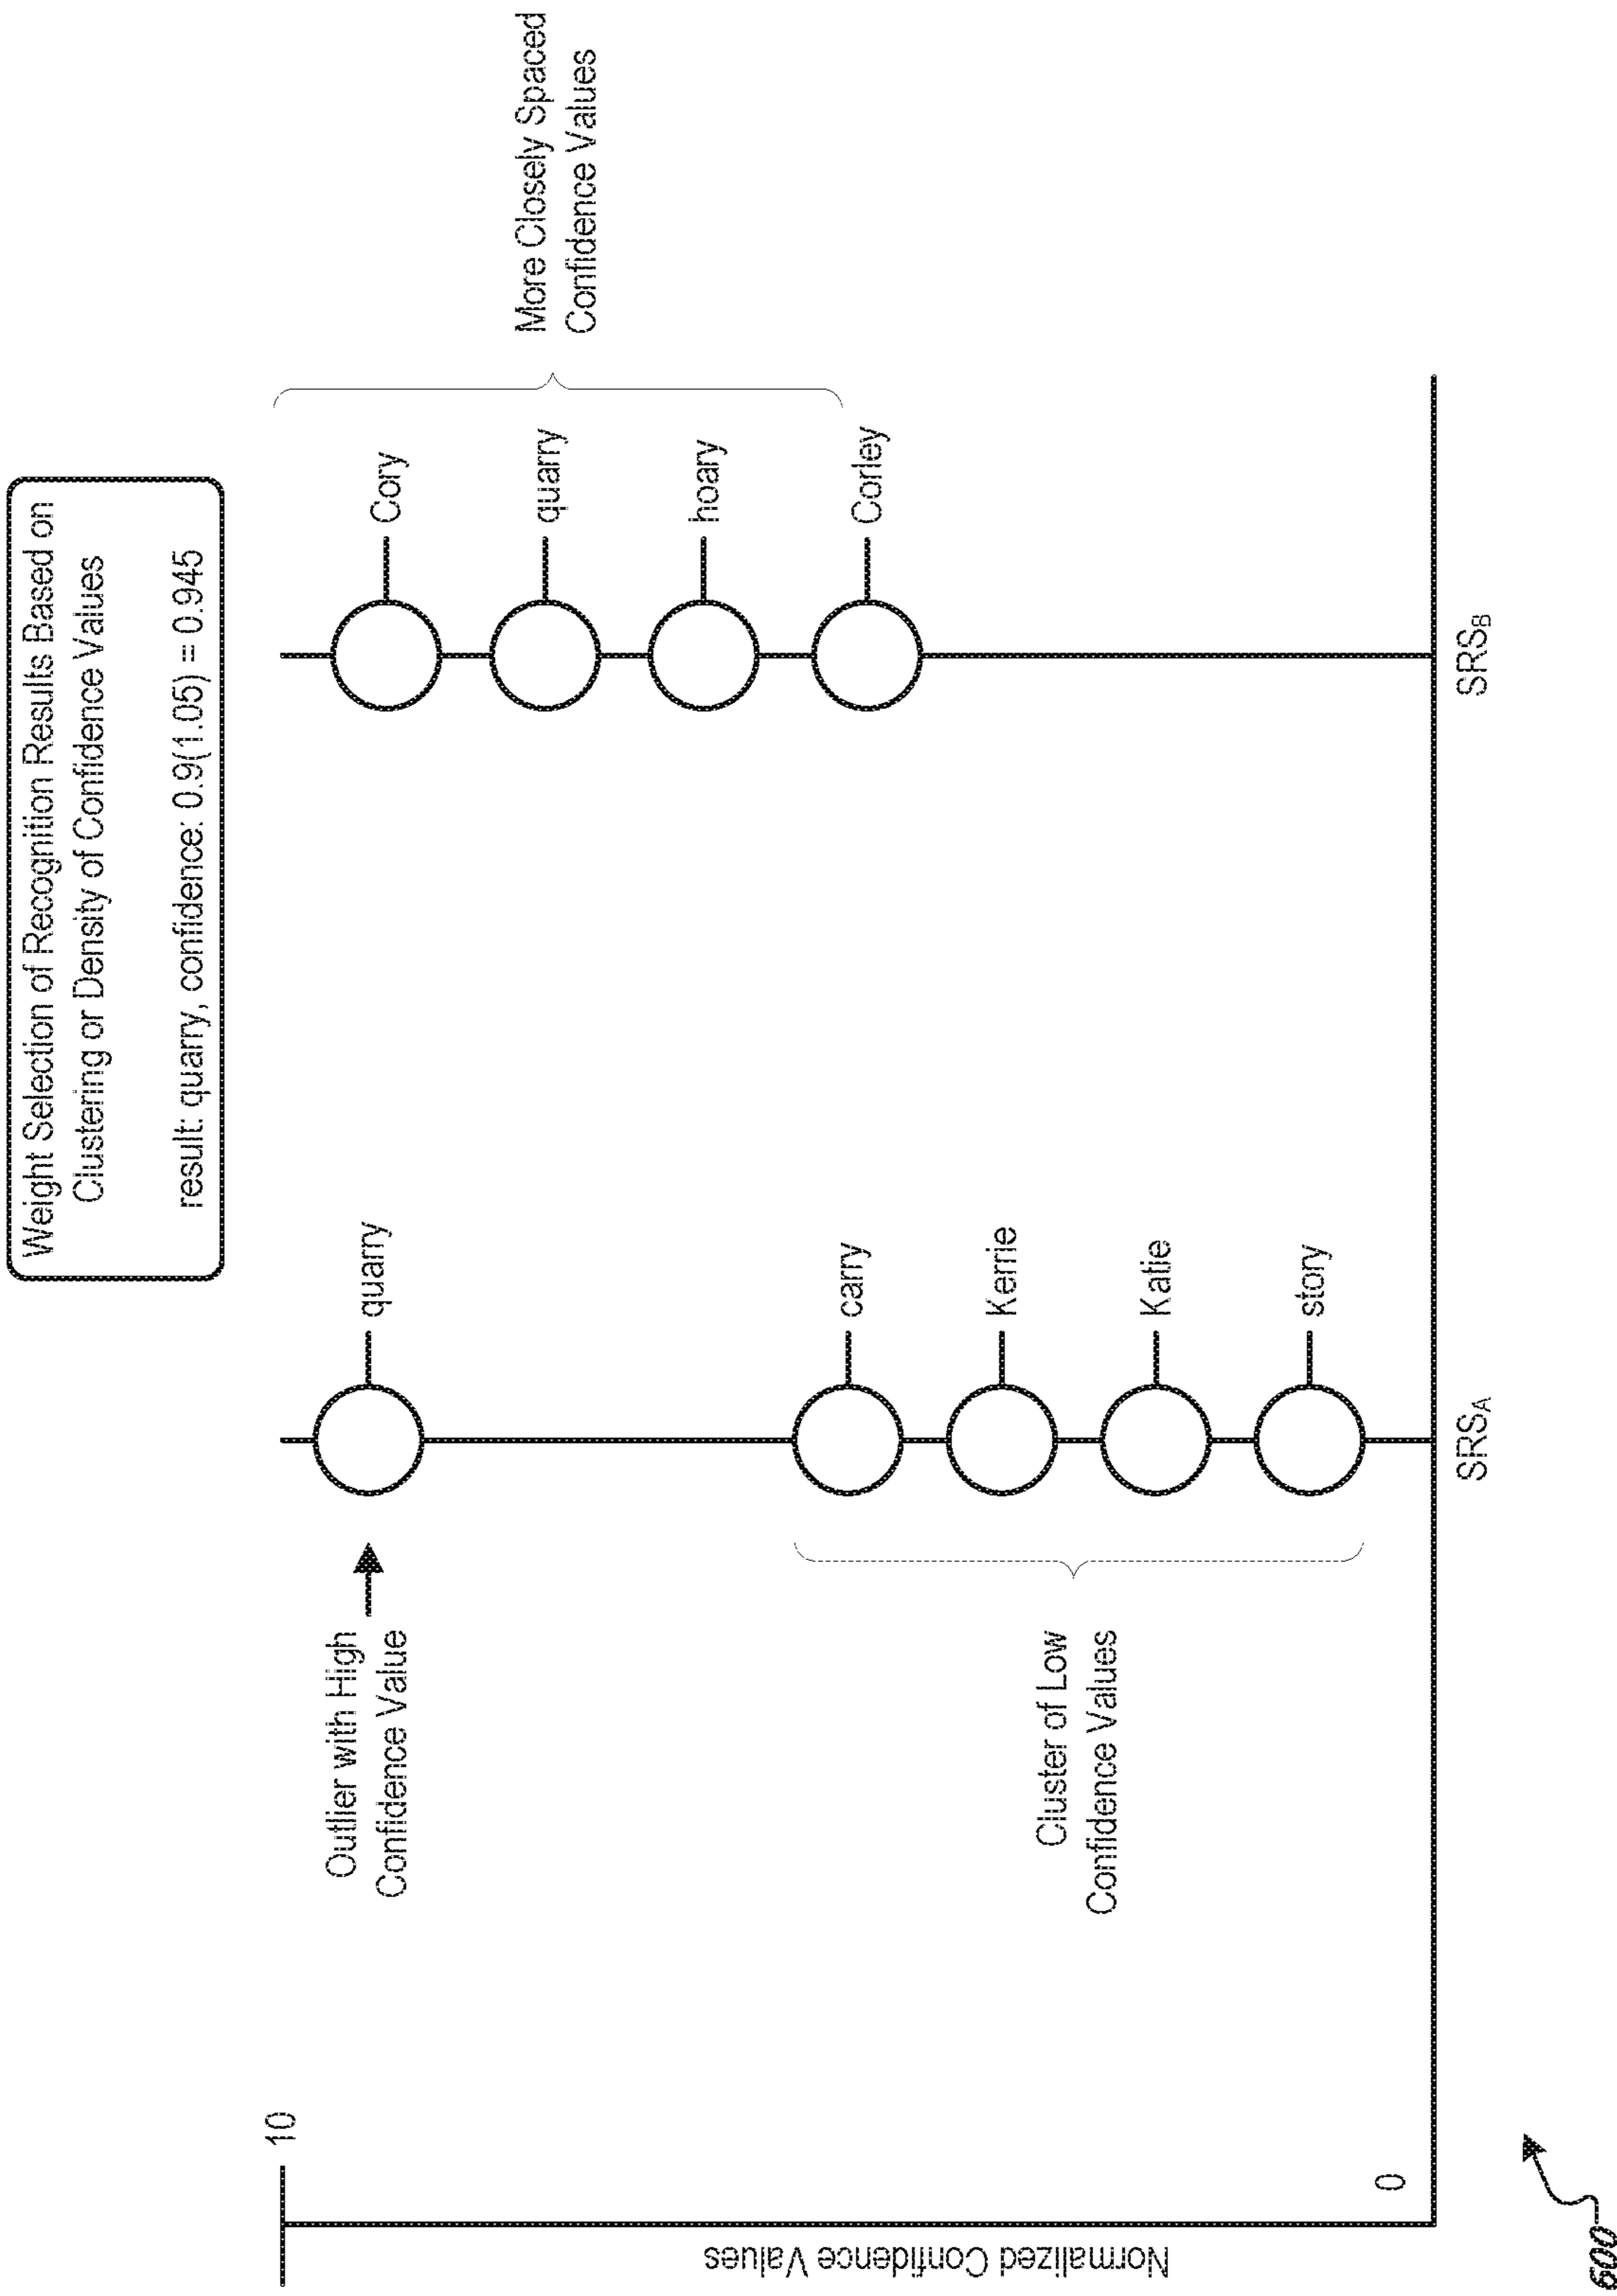 Weight Selection of Recognition Results Based on
Clustering or Density of Confidence Values
result: quarry, confidence: 0.9(1.05) = 0.945
10
Normalized Confidence Values
0
Outlier with High
Confidence Value
quarry
Cluster of Low
Confidence Values
carry
Kerrie
Katie
story
SRSA
Cory
quarry
hoary
Corley
More Closely Spaced
Confidence Values
SRSB
600